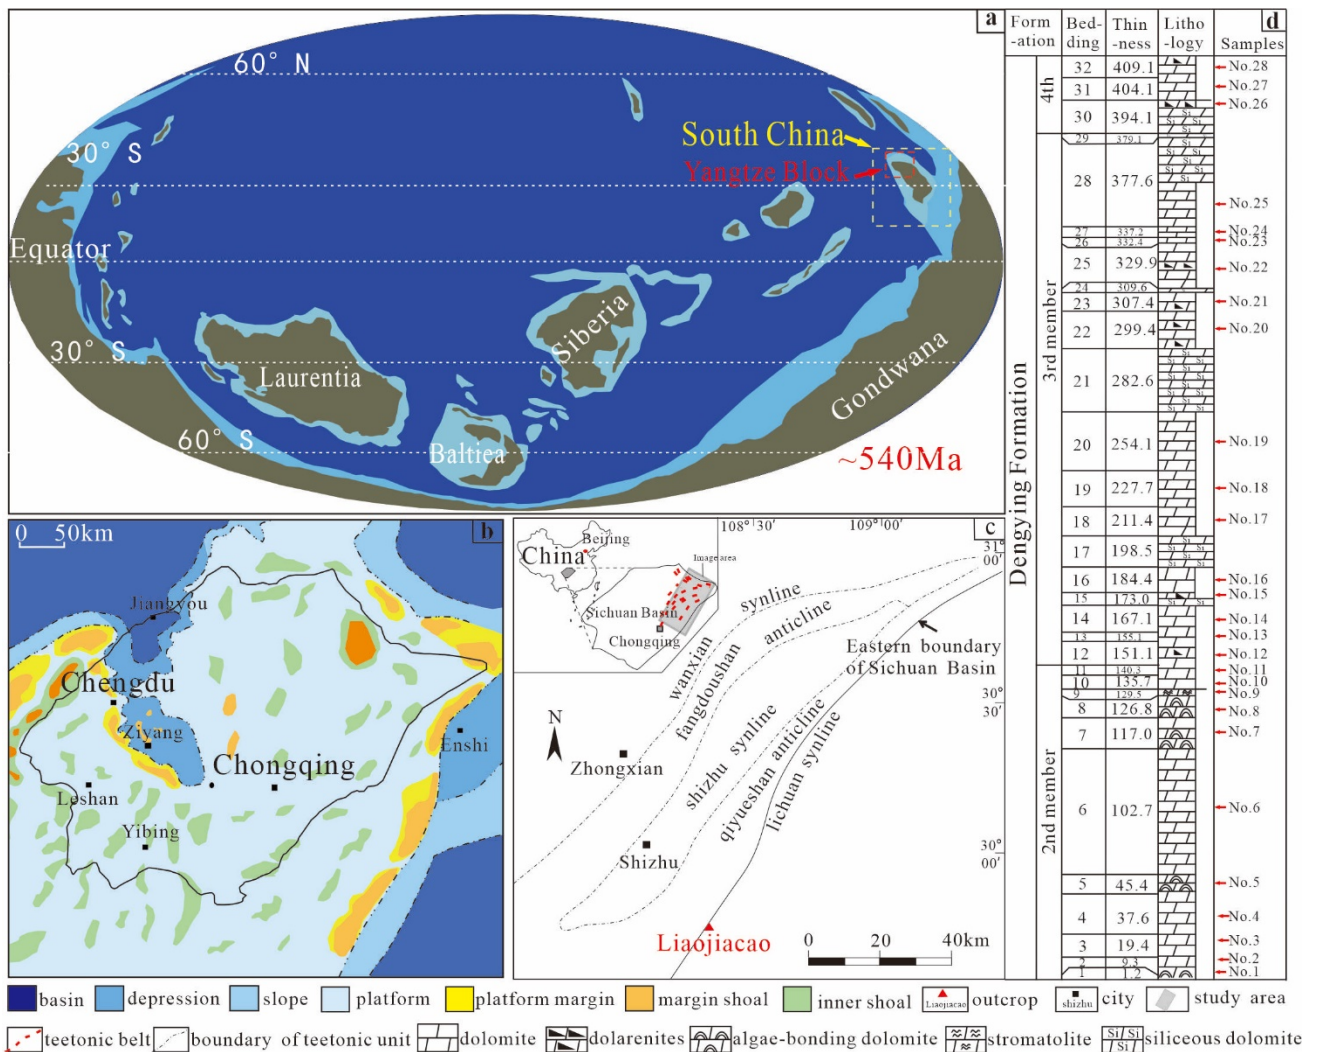 a
60° N
30° S
South China
Yangtze Block
Equator
30° S
Siberia
Laurentia
Gondwana
60° S
Baltiea
~540Ma
b
0 50km
Jiangyou
Chengdu
Ziyang
Enshi
Chongqing
Leshan
Yibing
c
108°30′ 109°00′
31°
00′
Beijing
China
Image area
Sichuan Basin
Chongqing
synline
anticline
wanxian
fangdoushan
Eastern boundary
of Sichuan Basin
30°
30′
N
synline
anticline
Zhongxian
shizhu
qiyueshan
lichuan synline
Shizhu
30°
00′
Liaojiacao
0 20 40km
d
Form Bed- Thin Litho
-ation ding -ness -logy Samples
Dengying Formation
4th
3rd member
2nd member
32 409.1 No.28
31 404.1 No.27
No.26
30 394.1
29 379.1
28 377.6
No.25
27 337.2 No.24
26 332.4 No.23
25 329.9 No.22
24 309.6
23 307.4 No.21
22 299.4 No.20
21 282.6
20 254.1 No.19
19 227.7 No.18
18 211.4 No.17
17 198.5
16 184.4 No.16
15 173.0 No.15
14 167.1 No.14
13 155.1 No.13
12 151.1 No.12
11 140.3 No.11
10 135.7 No.10
9 129.5 No.9
8 126.8 No.8
7 117.0 No.7
6 102.7 No.6
5 45.4 No.5
4 37.6 No.4
3 19.4 No.3
2 9.3 No.2
1 1.2 No.1
basin depression slope platform platform margin margin shoal inner shoal Liaojiacao outcrop shizhu city study area
teetonic belt boundary of teetonic unit dolomite dolarenites algae-bonding dolomite stromatolite Si Si Si siliceous dolomite